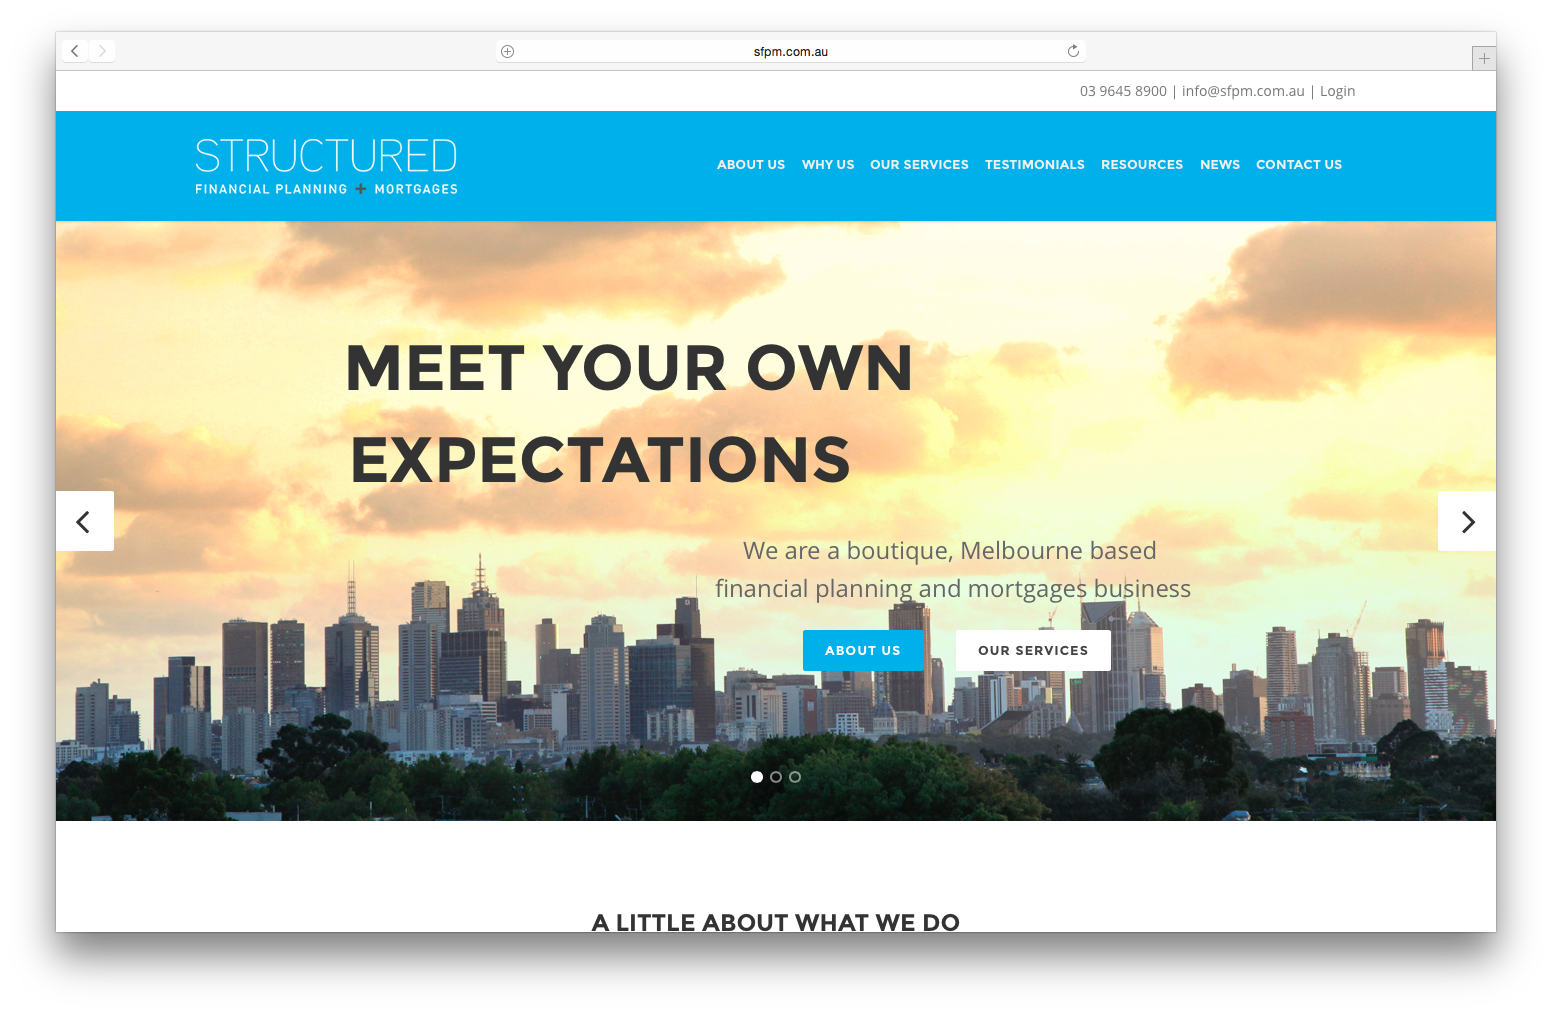 sfpm.com.au
03 9645 8900 | info@sfpm.com.au | Login
STRUCTURED
FINANCIAL PLANNING + MORTGAGES
ABOUT US WHY US OUR SERVICES TESTIMONIALS RESOURCES NEWS CONTACT US
MEET YOUR OWN
EXPECTATIONS
We are a boutique, Melbourne based
financial planning and mortgages business
ABOUT US OUR SERVICES
A LITTLE ABOUT WHAT WE DO